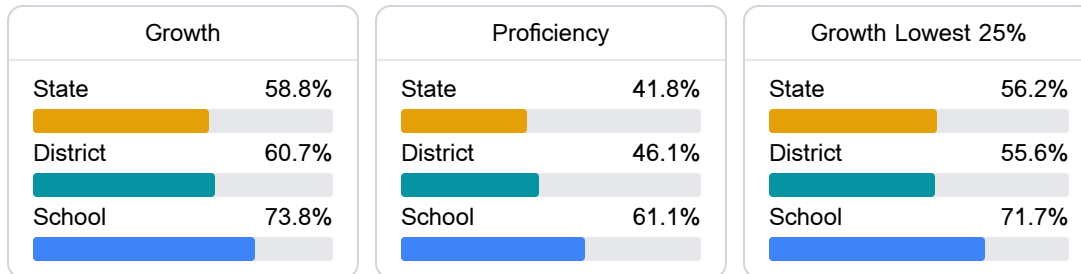 Growth
State 58.8%
District 60.7%
School 73.8%
Proficiency
State 41.8%
District 46.1%
School 61.1%
Growth Lowest 25%
State 56.2%
District 55.6%
School 71.7%